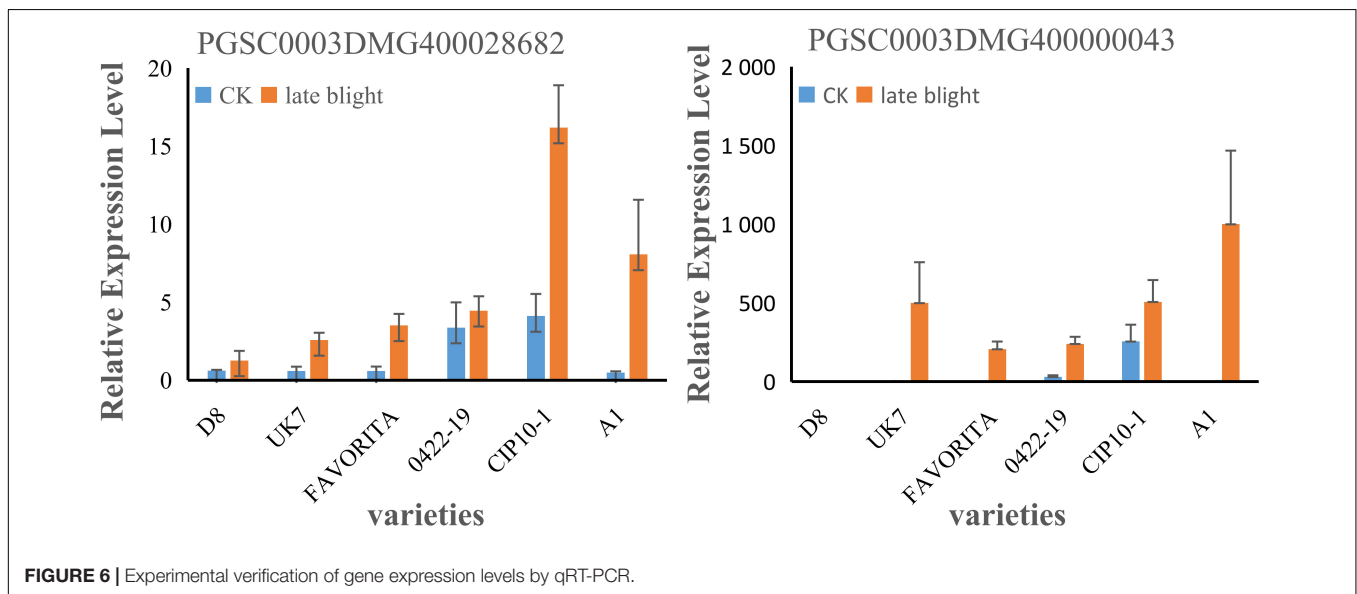 PGSC0003DMG400028682
Relative Expression Level
20
15
10
5
0
CK late blight
D8 UK7 FAVORITA 0422-19 CIP10-1 A1
varieties
PGSC0003DMG400000043
Relative Expression Level
2 000
1 500
1 000
500
0
CK late blight
D8 UK7 FAVORITA 0422-19 CIP10-1 A1
varieties
FIGURE 6 | Experimental verification of gene expression levels by qRT-PCR.